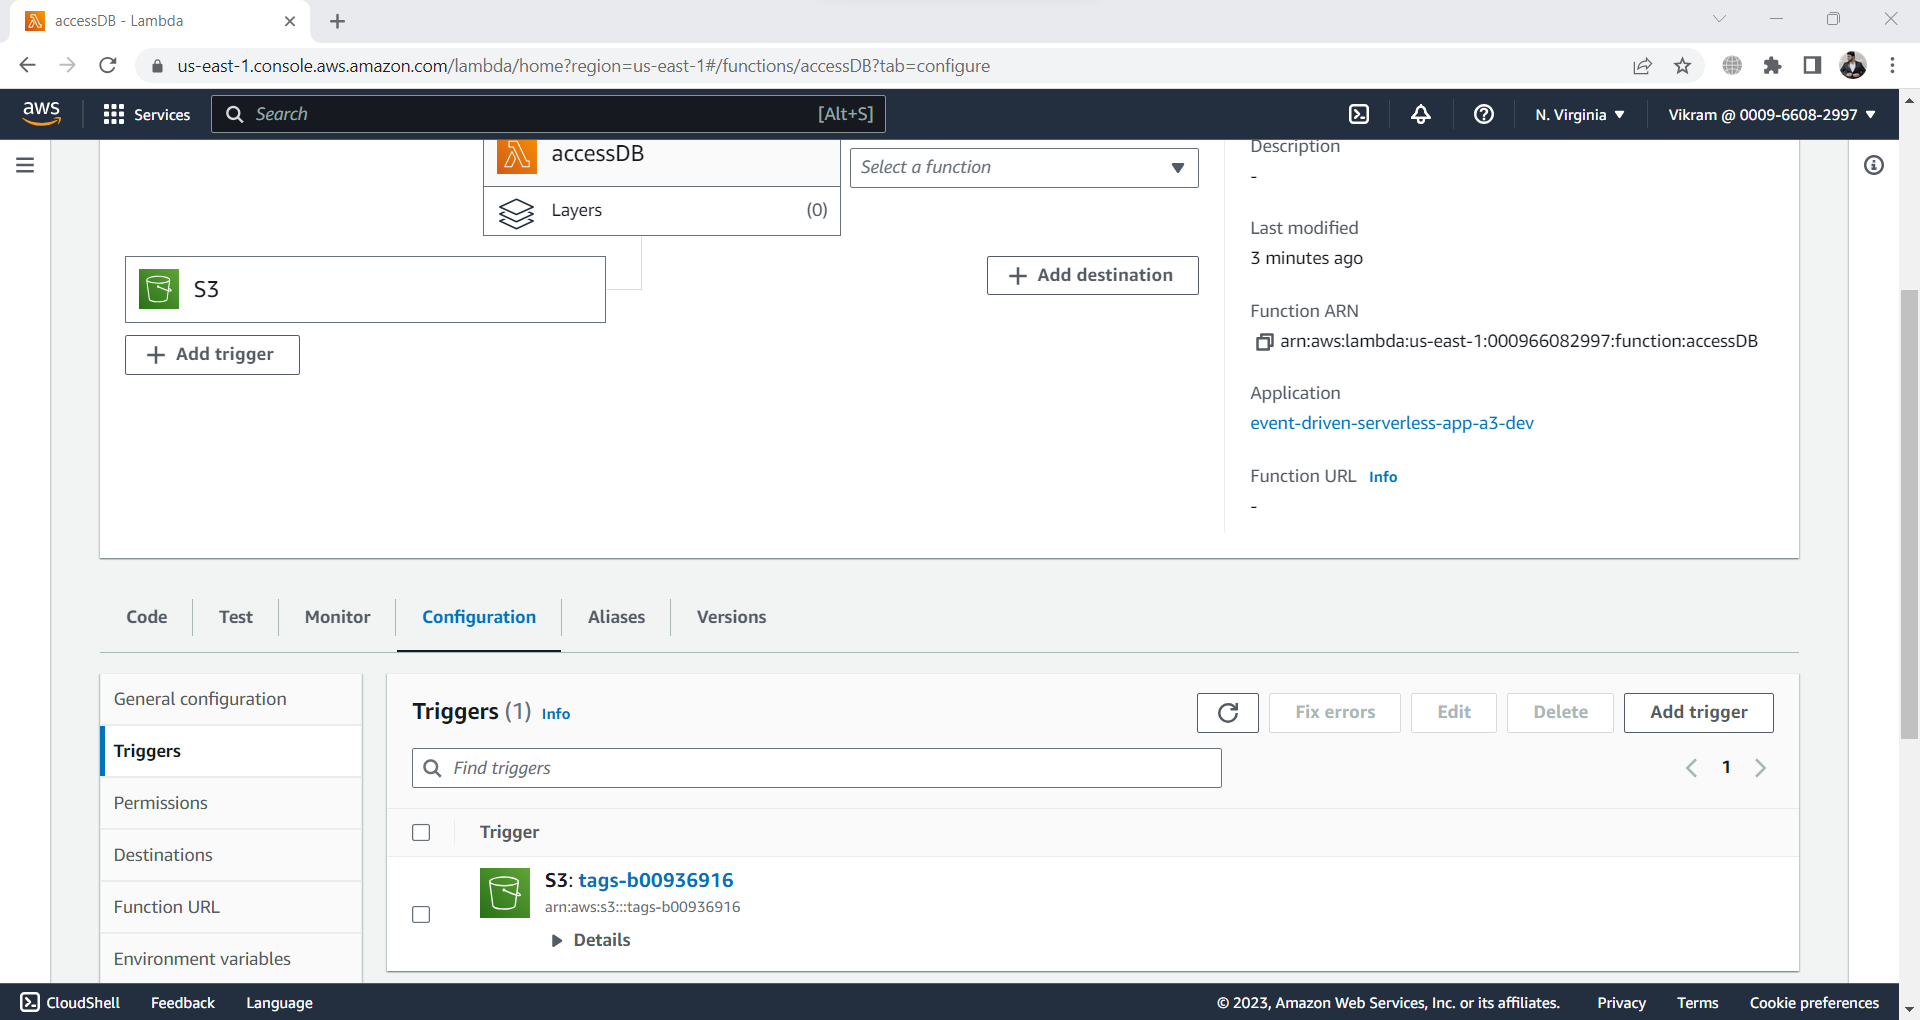 accessDB - Lambda
us-east-1.console.aws.amazon.com/lambda/home?region=us-east-1#/functions/accessDB?tab=configure
aws
Services
Search
[Alt+S]
N. Virginia
Vikram @ 0009-6608-2997
accessDB
Select a function
Layers
(0)
S3
Add destination
Add trigger
Description
-
Last modified
3 minutes ago
Function ARN
arn:aws:lambda:us-east-1:000966082997:function:accessDB
Application
event-driven-serverless-app-a3-dev
Function URL Info
-
Code
Test
Monitor
Configuration
Aliases
Versions
General configuration
Triggers
Permissions
Destinations
Function URL
Environment variables
Triggers (1) Info
Fix errors
Edit
Delete
Add trigger
Find triggers
1
Trigger
S3: tags-b00936916
arn:aws:s3:::tags-b00936916
Details
CloudShell
Feedback
Language
© 2023, Amazon Web Services, Inc. or its affiliates.
Privacy
Terms
Cookie preferences